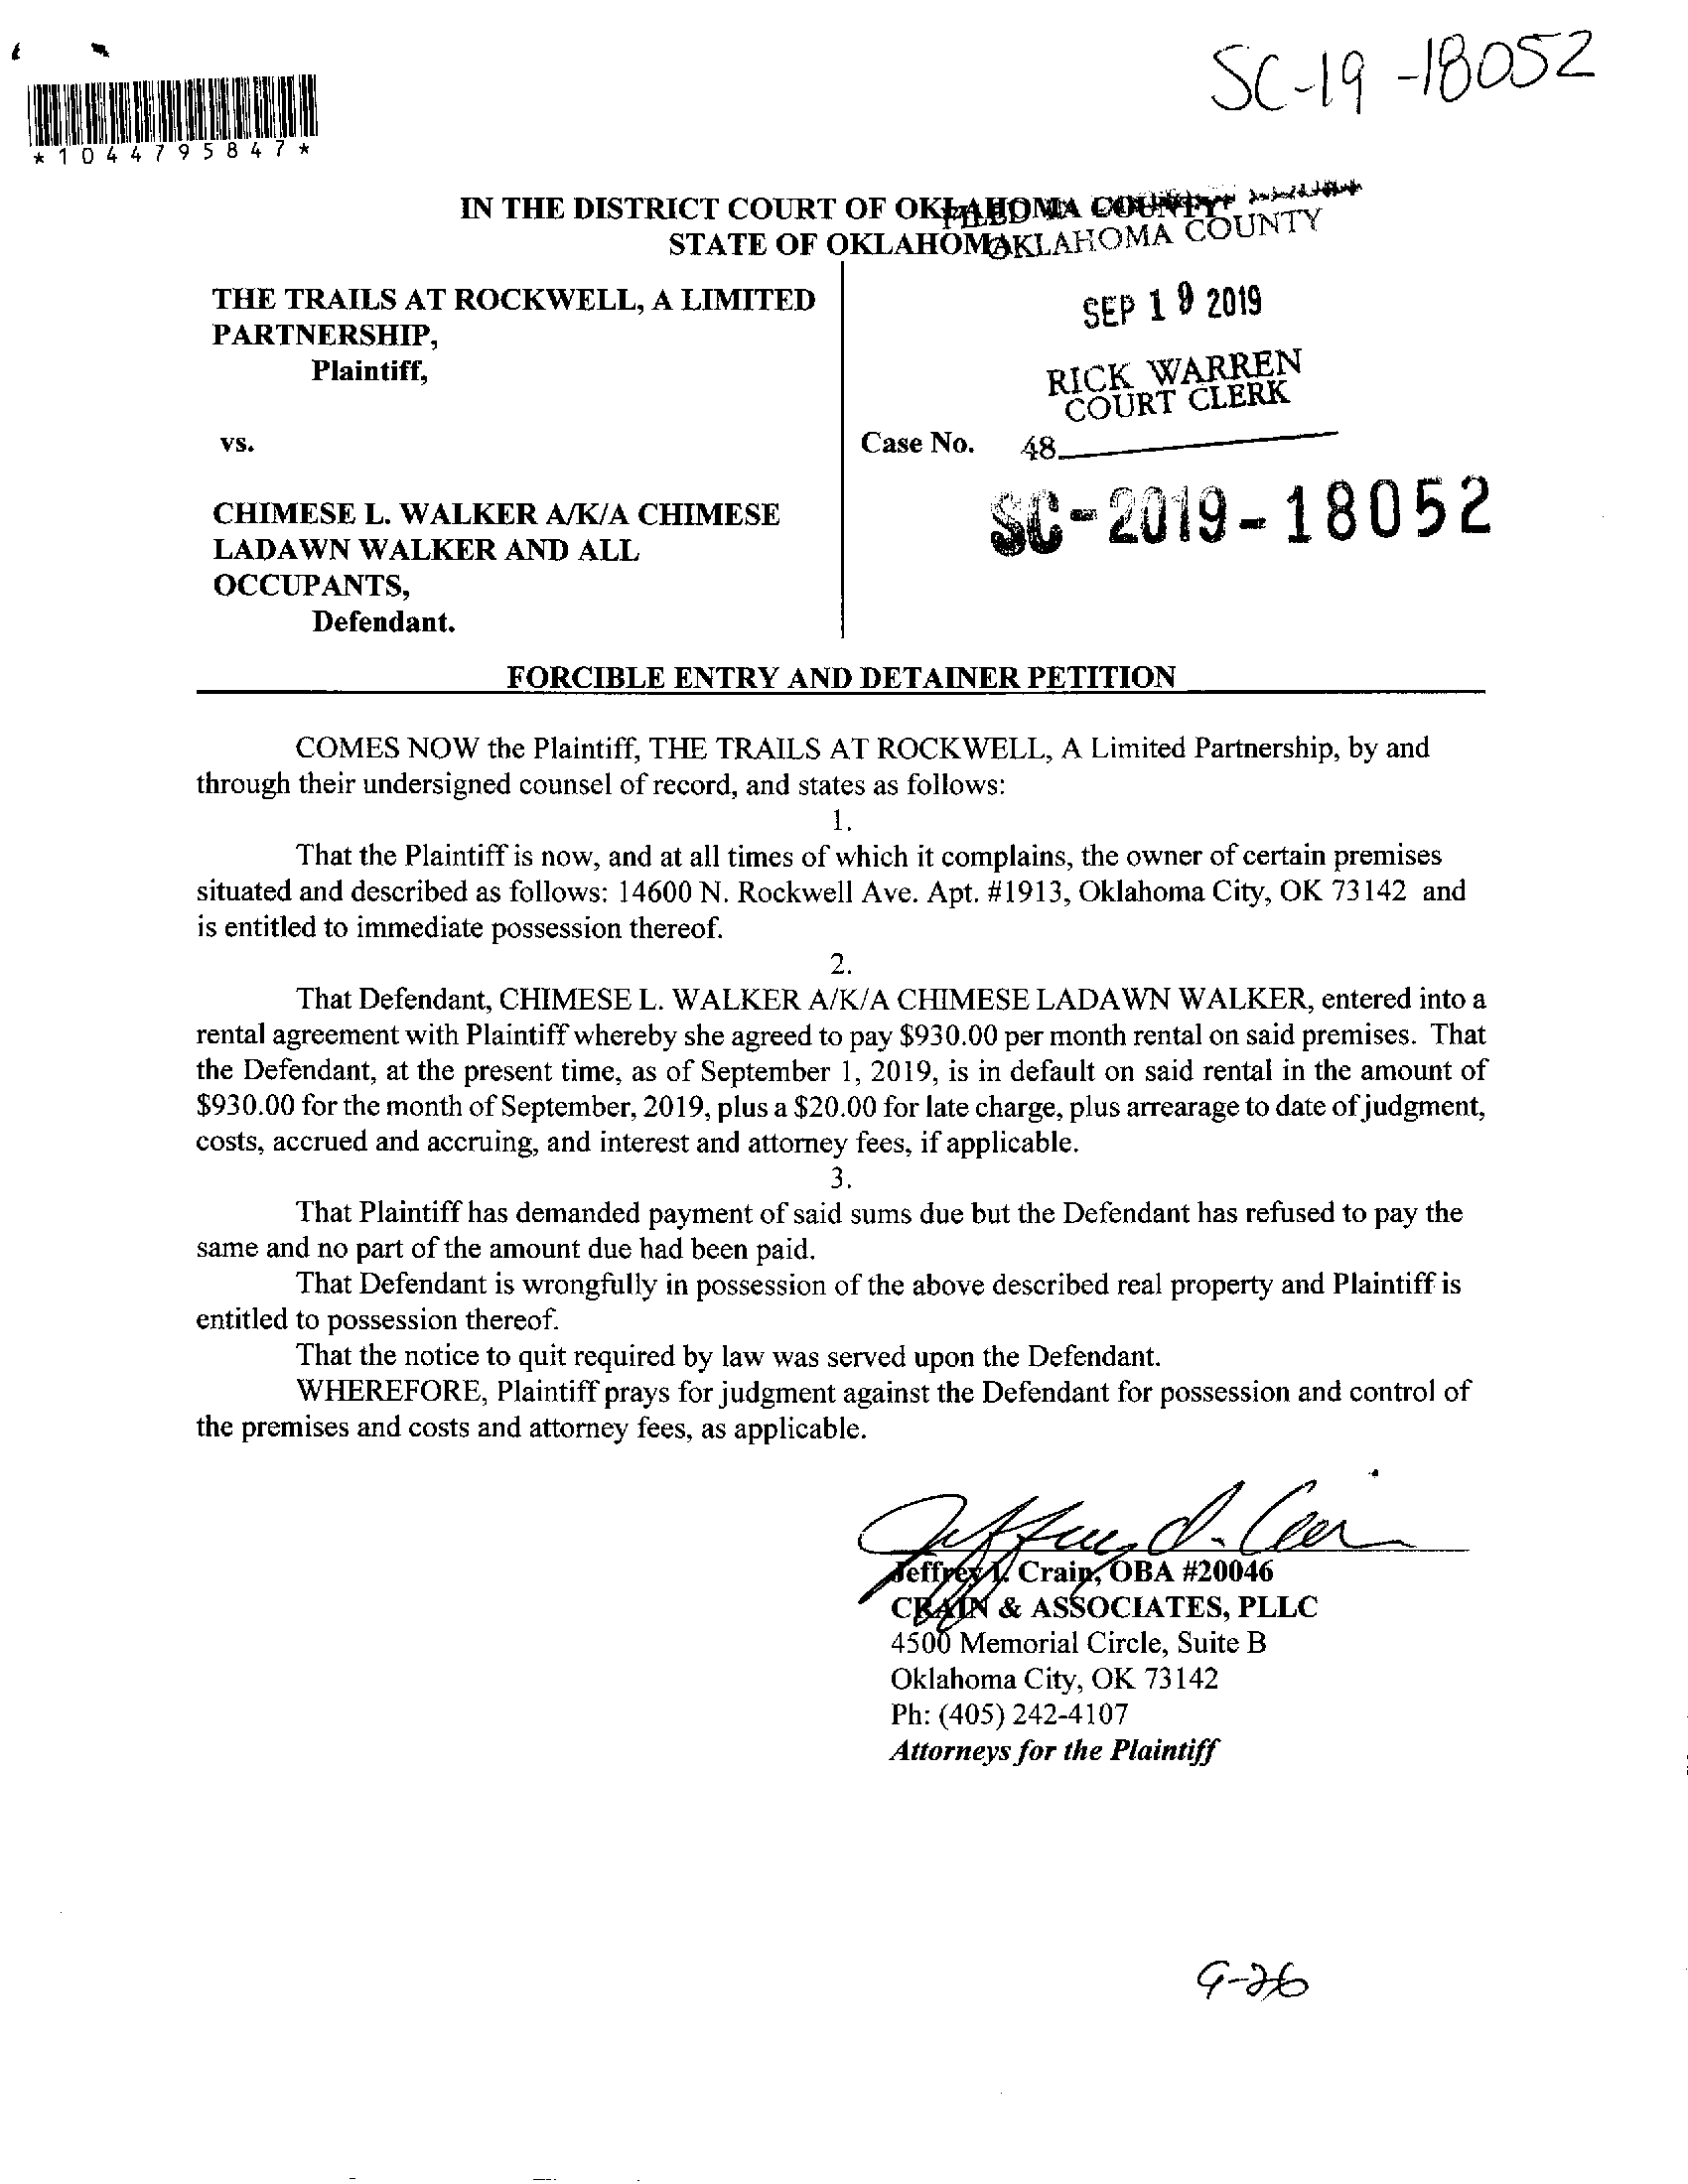 SC-19-18052
*1044795847*
IN THE DISTRICT COURT OF OKLAHOMA COUNTY
FILED IN
STATE OF OKLAHOMA
OKLAHOMA COUNTY
THE TRAILS AT ROCKWELL, A LIMITED
PARTNERSHIP,
Plaintiff,
SEP 19 2019
RICK WARREN
COURT CLERK
vs.
Case No. 48
SC-2019-18052
CHIMESE L. WALKER A/K/A CHIMESE
LADAWN WALKER AND ALL
OCCUPANTS,
Defendant.
FORCIBLE ENTRY AND DETAINER PETITION
COMES NOW the Plaintiff, THE TRAILS AT ROCKWELL, A Limited Partnership, by and
through their undersigned counsel of record, and states as follows:
1.
That the Plaintiff is now, and at all times of which it complains, the owner of certain premises
situated and described as follows: 14600 N. Rockwell Ave. Apt. #1913, Oklahoma City, OK 73142 and
is entitled to immediate possession thereof.
2.
That Defendant, CHIMESE L. WALKER A/K/A CHIMESE LADAWN WALKER, entered into a
rental agreement with Plaintiff whereby she agreed to pay $930.00 per month rental on said premises. That
the Defendant, at the present time, as of September 1, 2019, is in default on said rental in the amount of
$930.00 for the month of September, 2019, plus a $20.00 for late charge, plus arrearage to date of judgment,
costs, accrued and accruing, and interest and attorney fees, if applicable.
3.
That Plaintiff has demanded payment of said sums due but the Defendant has refused to pay the
same and no part of the amount due had been paid.
That Defendant is wrongfully in possession of the above described real property and Plaintiff is
entitled to possession thereof.
That the notice to quit required by law was served upon the Defendant.
WHEREFORE, Plaintiff prays for judgment against the Defendant for possession and control of
the premises and costs and attorney fees, as applicable.
Jeffrey I. Crain, OBA #20046
CRAIN & ASSOCIATES, PLLC
4500 Memorial Circle, Suite B
Oklahoma City, OK 73142
Ph: (405) 242-4107
Attorneys for the Plaintiff
9-26